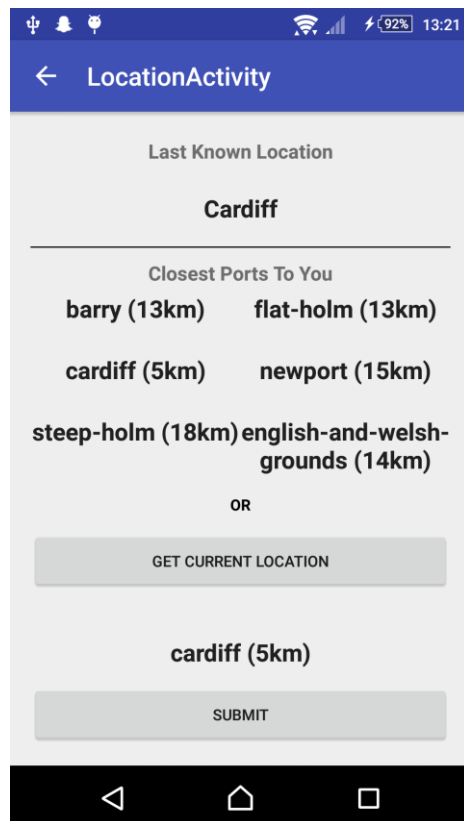 92% 13:21
LocationActivity
Last Known Location
Cardiff
Closest Ports To You
barry (13km) flat-holm (13km)
cardiff (5km) newport (15km)
steep-holm (18km) english-and-welsh-
grounds (14km)
OR
GET CURRENT LOCATION
cardiff (5km)
SUBMIT